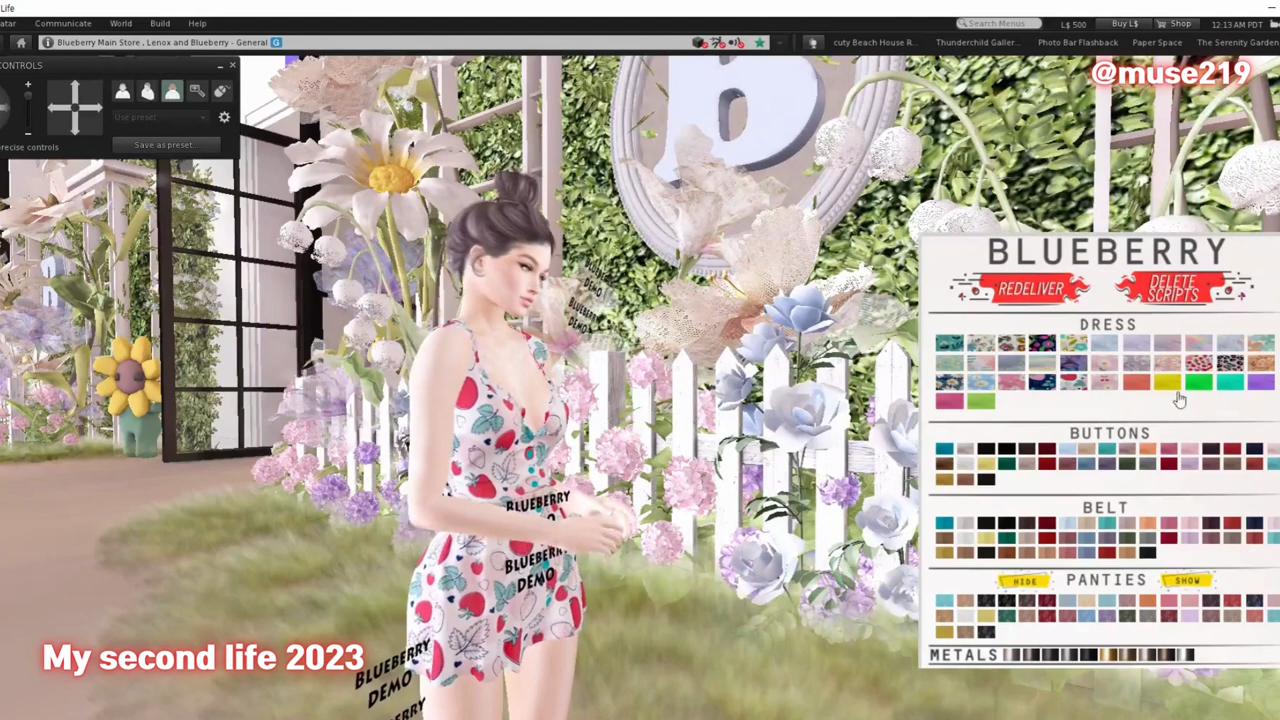 Life
atar Communicate World Build Help
Search Menus L$ 500 Buy L$ Shop 12:13 AM PDT
Blueberry Main Store , Lenox and Blueberry - General
cuty Beach House R... Thunderchild Galler... Photo Bar Flashback Paper Space The Serenity Garden
CONTROLS
Use preset
Save as preset...
recise controls
@muse219
B
BLUEBERRY
REDELIVER
DELETE
SCRIPTS
DRESS
BUTTONS
BELT
HIDE PANTIES SHOW
METALS
DEMO
BLUEBERRY
BLUEBERRY
DEMO
BLUEBERRY
DEMO
My second life 2023